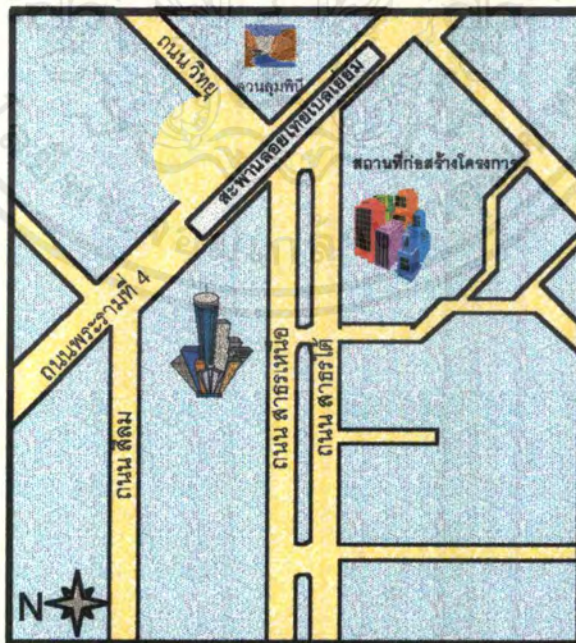 ถนน วิทยุ
สวนลุมพินี
สะพานลอยไทยเบลเยี่ยม
สถานที่ก่อสร้างโครงการ
ถนนพระรามที่ 4
ถนน สีลม
ถนน สาธรเหนือ
ถนน สาธรใต้
N